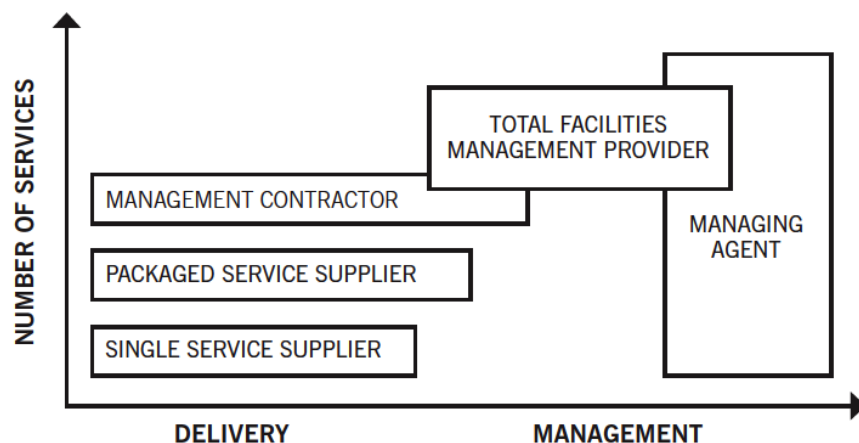 NUMBER OF SERVICES
TOTAL FACILITIES
MANAGEMENT PROVIDER
MANAGEMENT CONTRACTOR
MANAGING
AGENT
PACKAGED SERVICE SUPPLIER
SINGLE SERVICE SUPPLIER
DELIVERY
MANAGEMENT